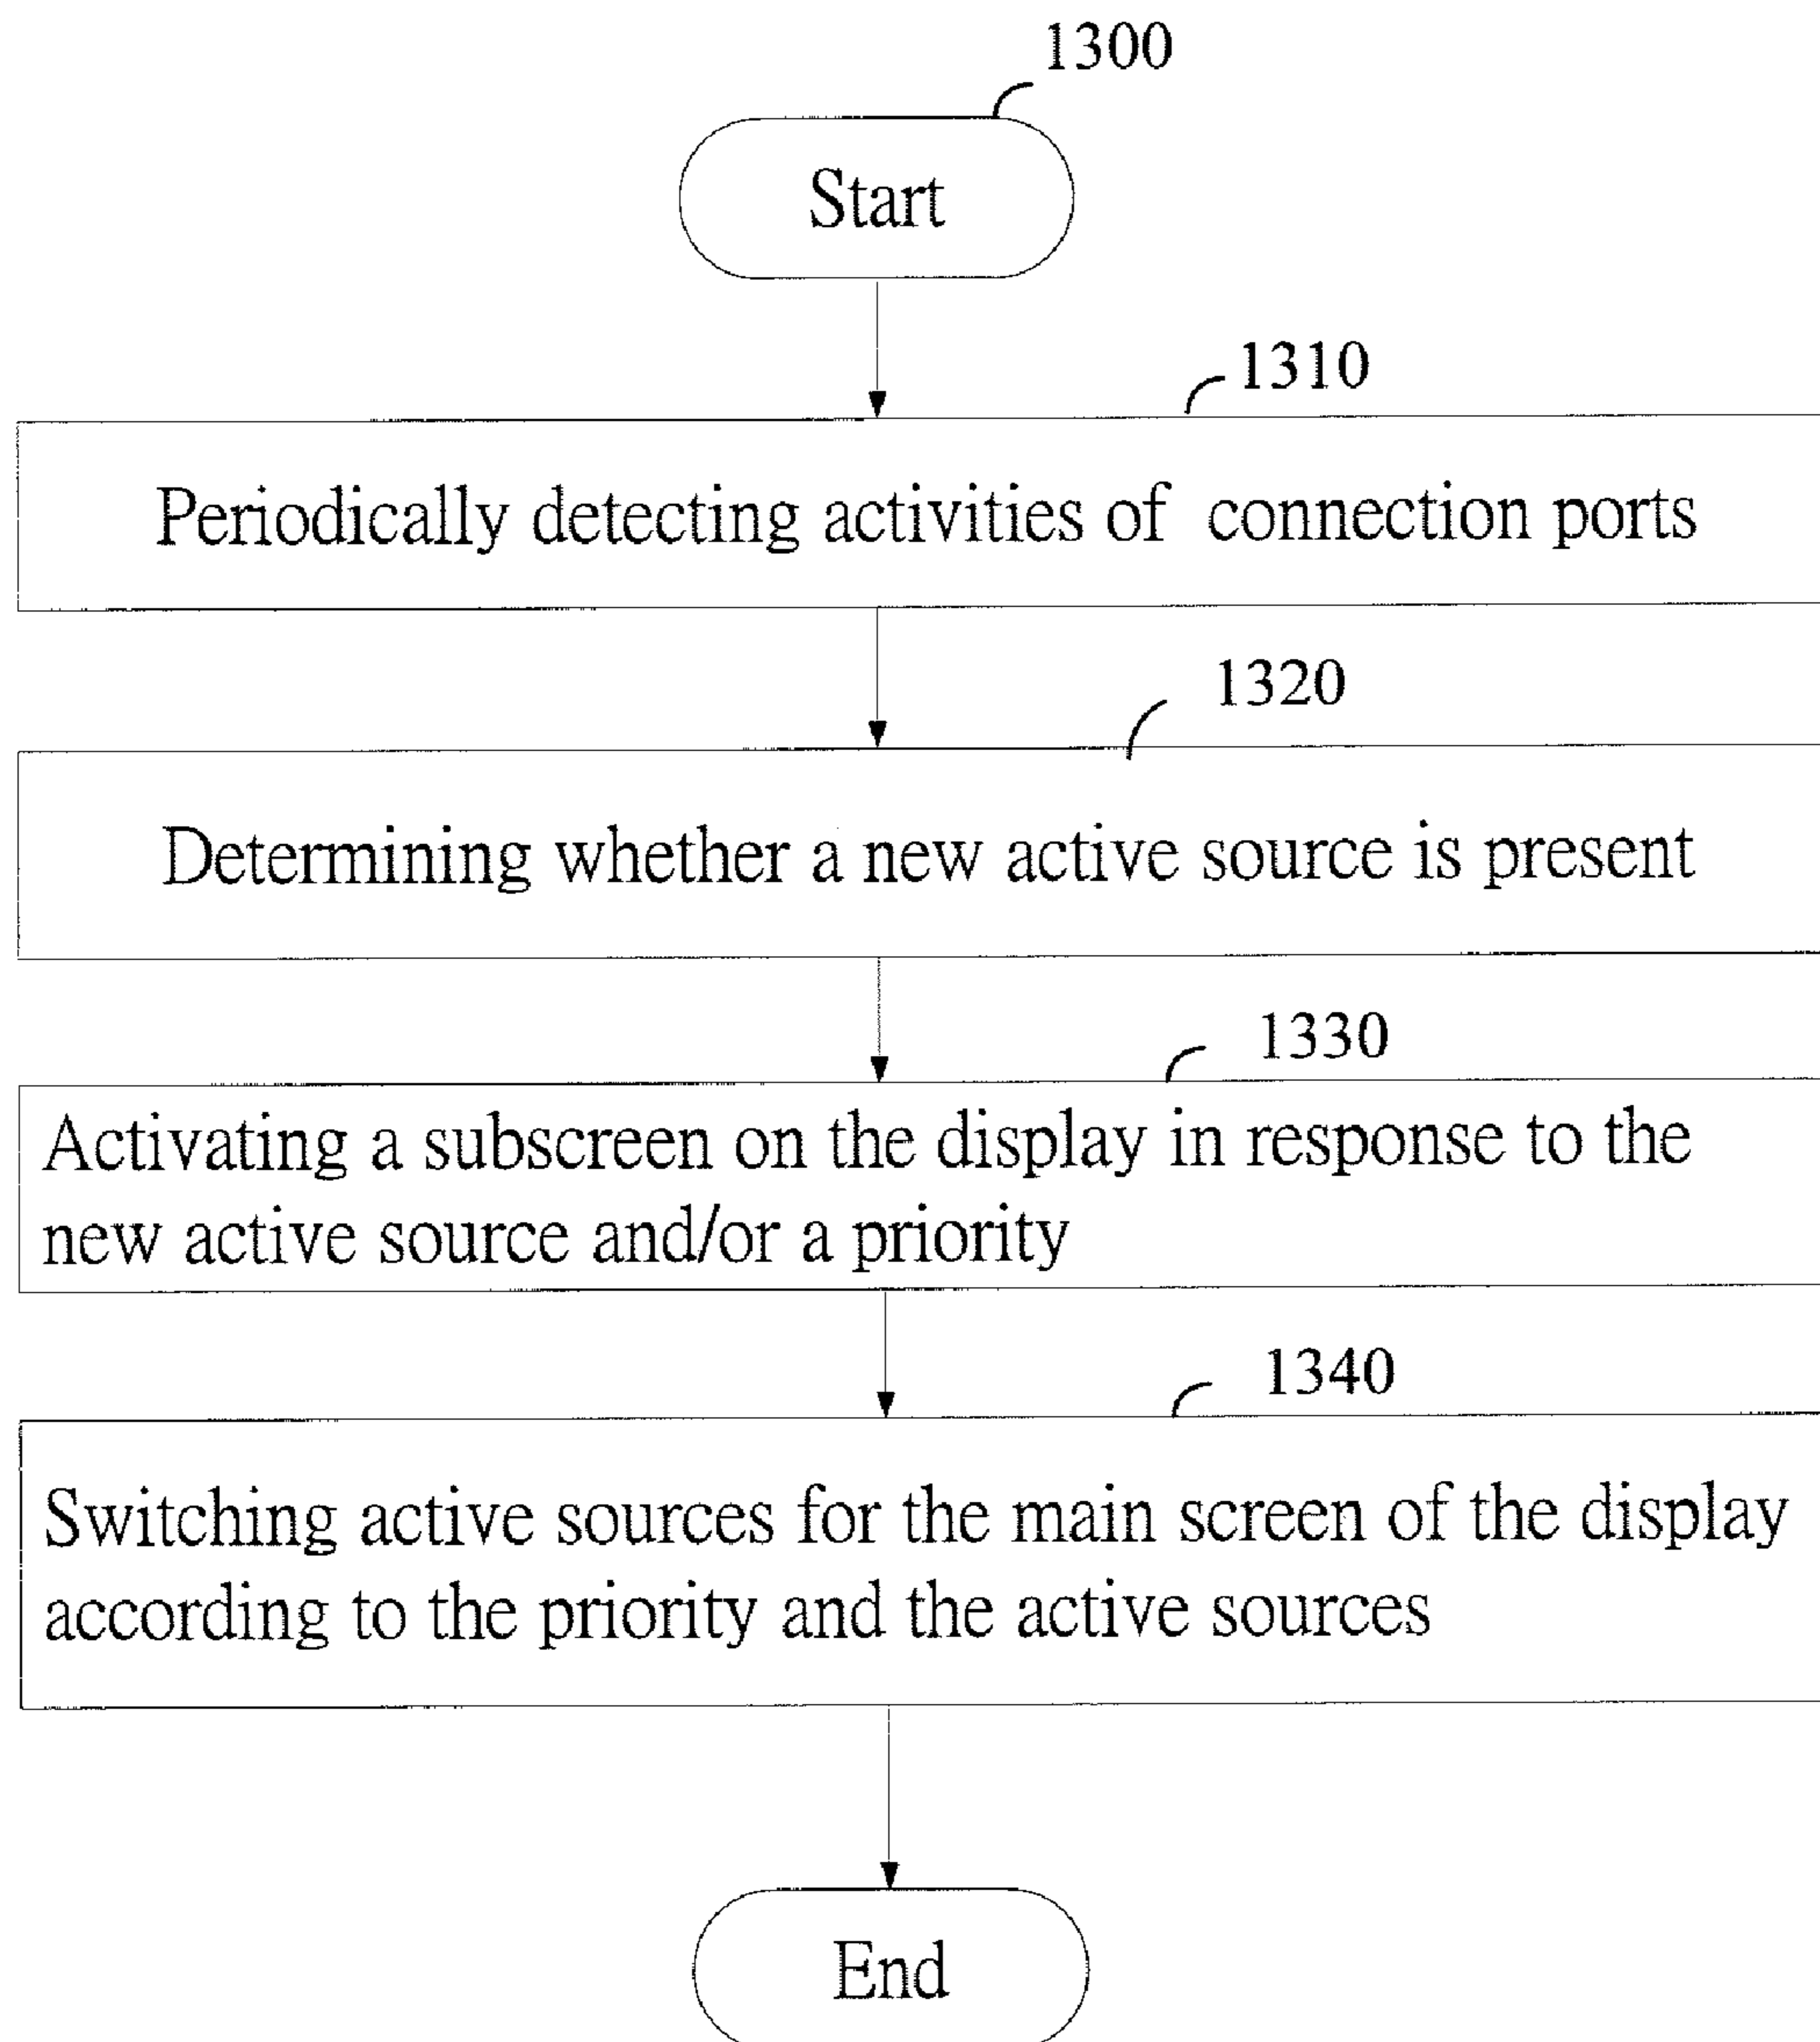 1300
Start
1310
Periodically detecting activities of connection ports
1320
Determining whether a new active source is present
1330
Activating a subscreen on the display in response to the
new active source and/or a priority
1340
Switching active sources for the main screen of the display
according to the priority and the active sources
End